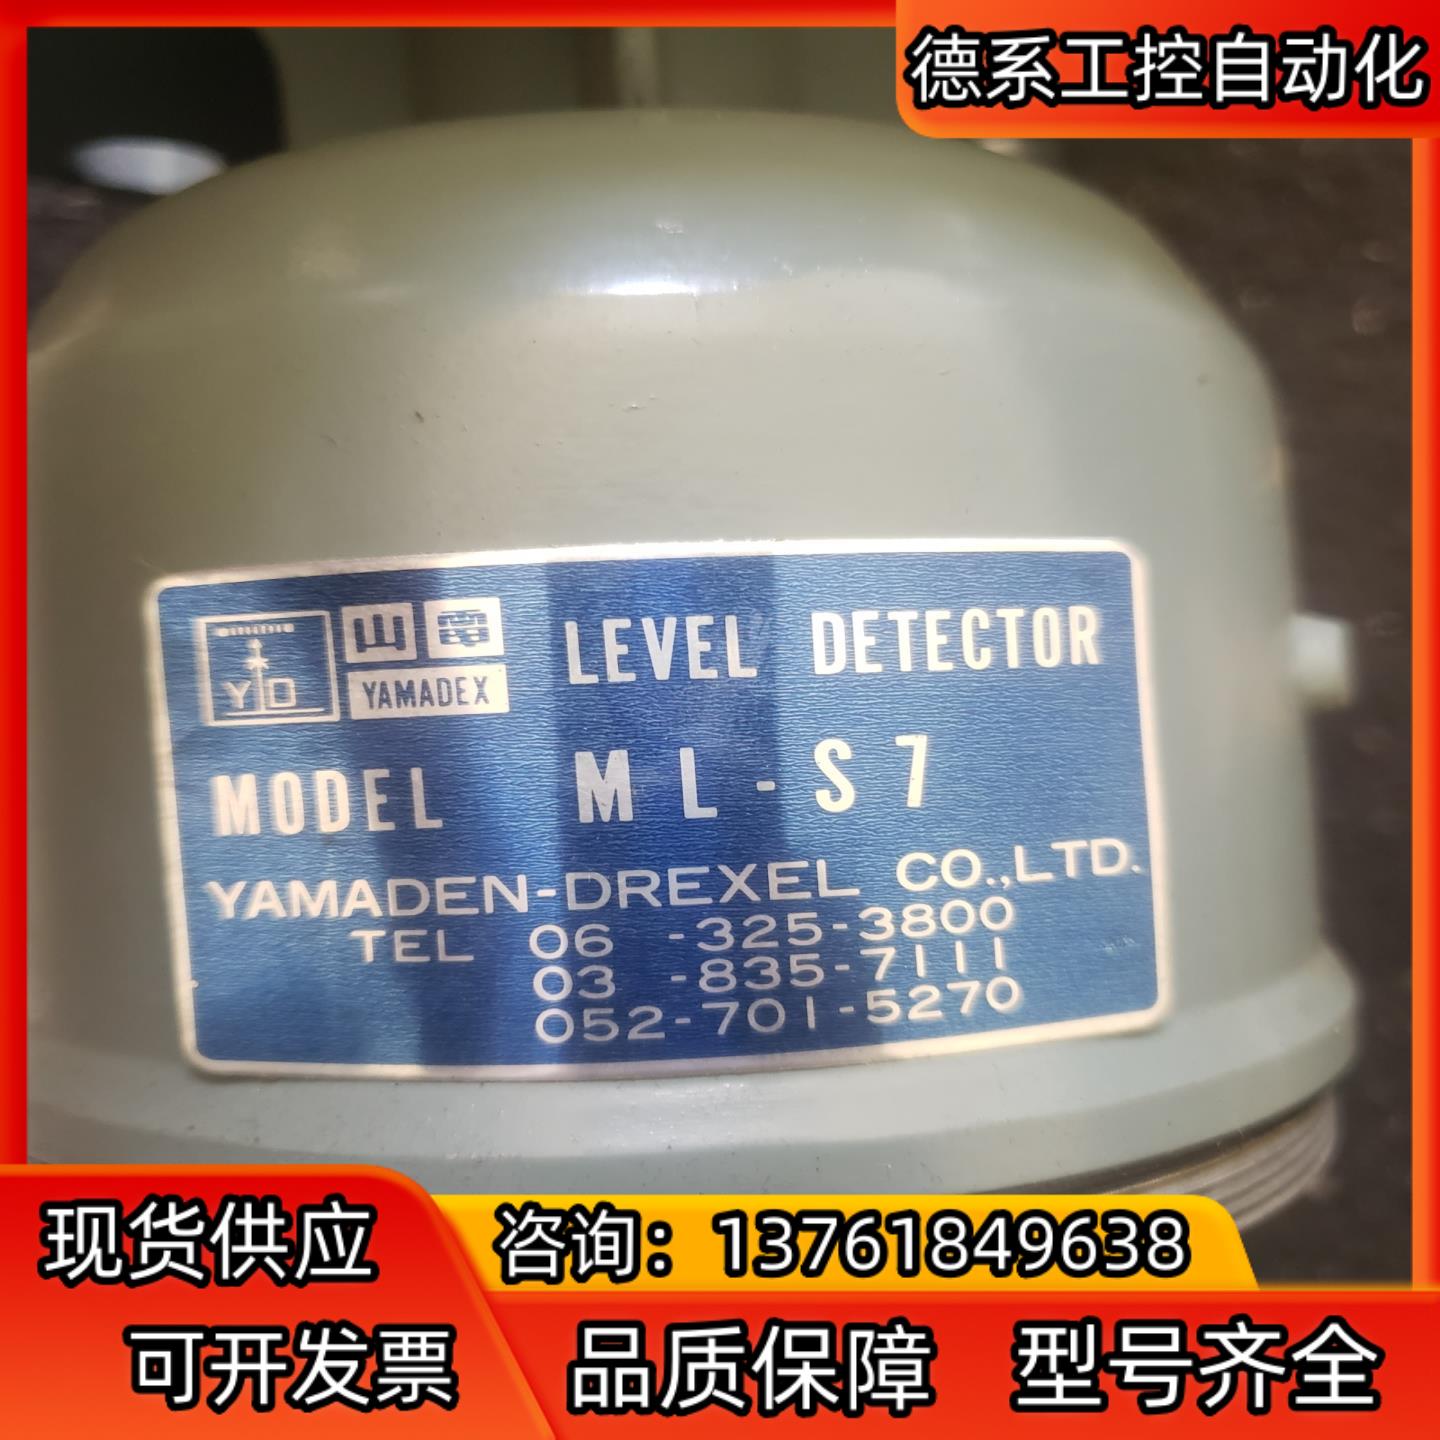 德系工控自动化
YD
山電
YAMADEX
LEVEL DETECTOR
MODEL ML-S7
YAMADEN-DREXEL CO.,LTD.
TEL 06 -325-3800
03 -835-7111
052-701-5270
现货供应
咨询：13761849638
可开发票
品质保障 型号齐全